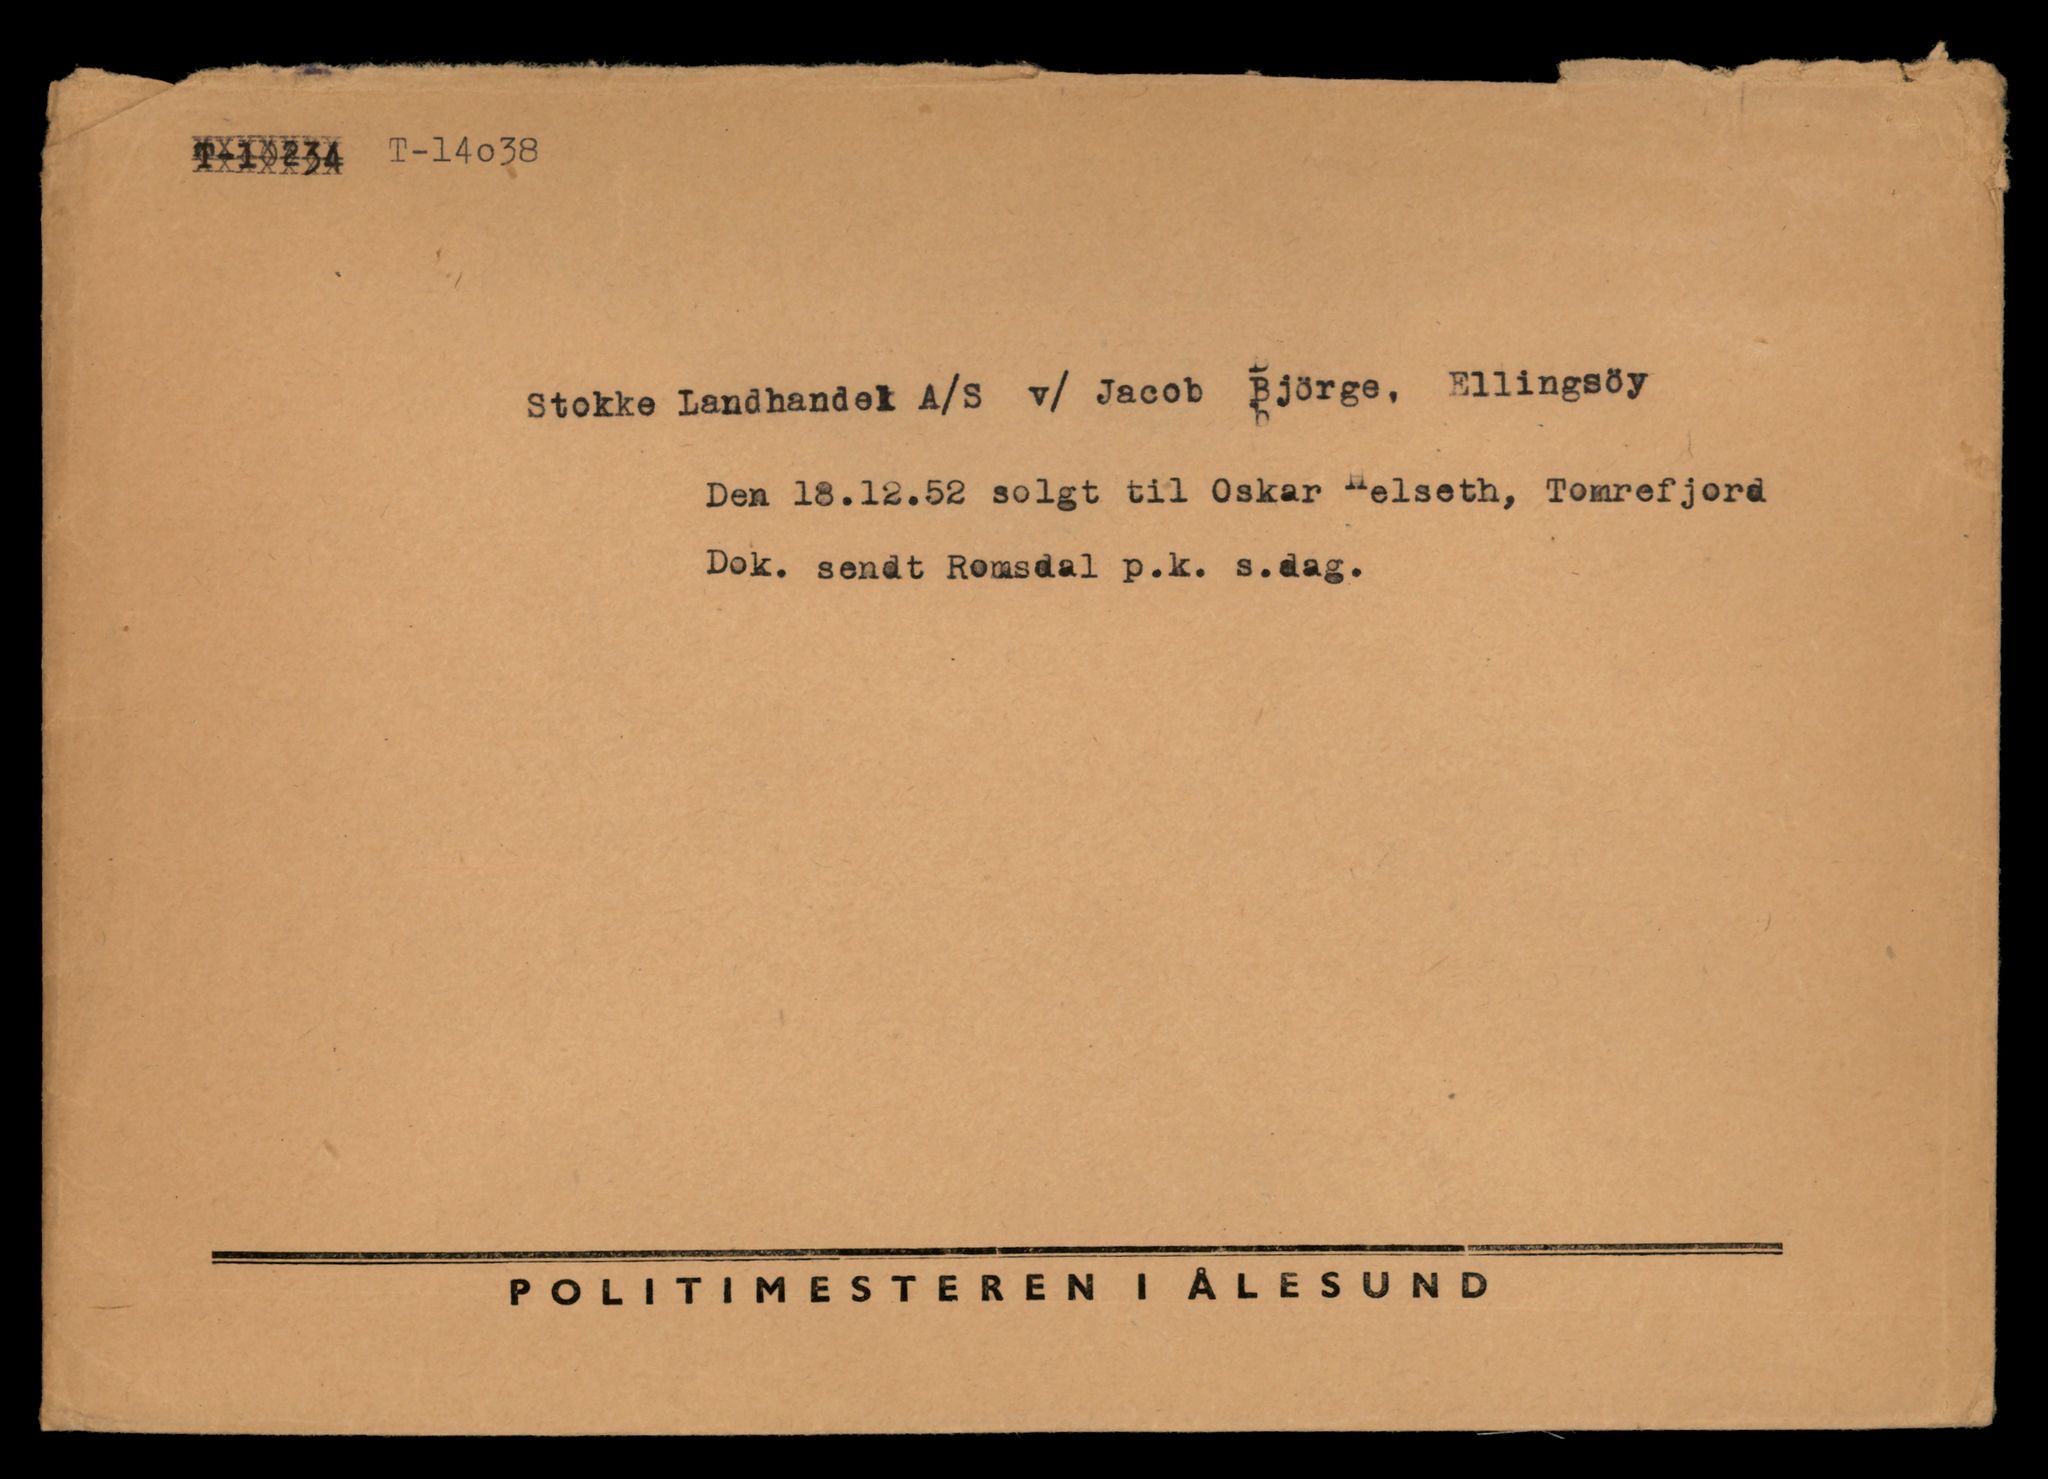 T-10234 T-14o38
Stokke Landhandel A/S v/ Jacob Björge, Ellingsöy
Den 18.12.52 solgt til Oskar Helseth, Tomrefjord
Dok. sendt Romsdal p.k. s.dag.
POLITIMESTEREN I ÅLESUND